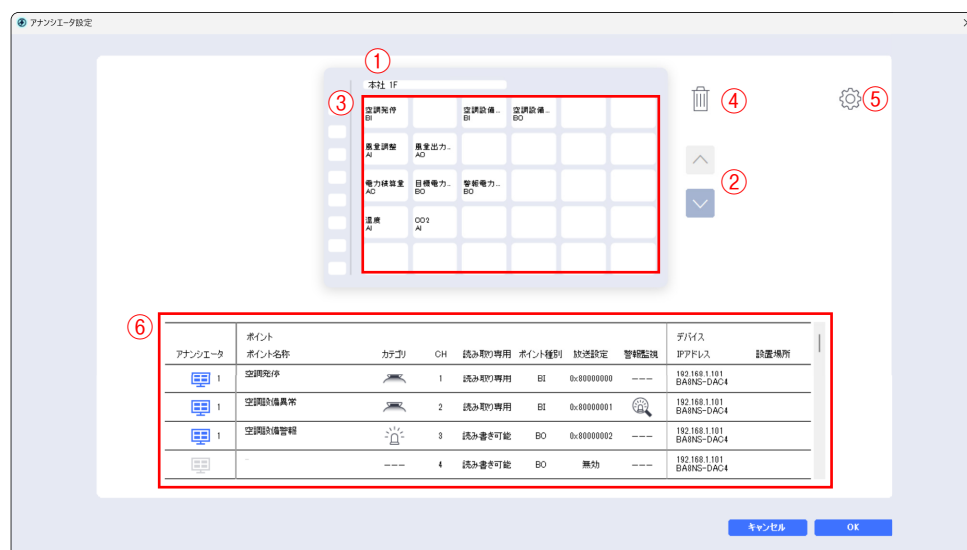 アナンシエータ設定
①
本社 1F
③
空調発停 空調設備… 空調設備…
BI BI BO
④
⑤
風量調整 風量出力…
AI AO
②
電力積算量 目標電力… 警報電力…
AC BO BO
温度 CO2
AI AI
⑥
ポイント デバイス
アナンシエータ ポイント名称 カテゴリ CH 読み取り専用 ポイント種別 放送設定 警報監視 IPアドレス 設置場所
1 空調発停 1 読み取り専用 BI 0x80000000 --- 192.168.1.101
BA8NS-DAC4
1 空調設備異常 2 読み取り専用 BI 0x80000001 192.168.1.101
BA8NS-DAC4
1 空調設備警報 3 読み書き可能 BO 0x80000002 --- 192.168.1.101
BA8NS-DAC4
- --- 4 読み書き可能 BO 無効 --- 192.168.1.101
BA8NS-DAC4
キャンセル OK